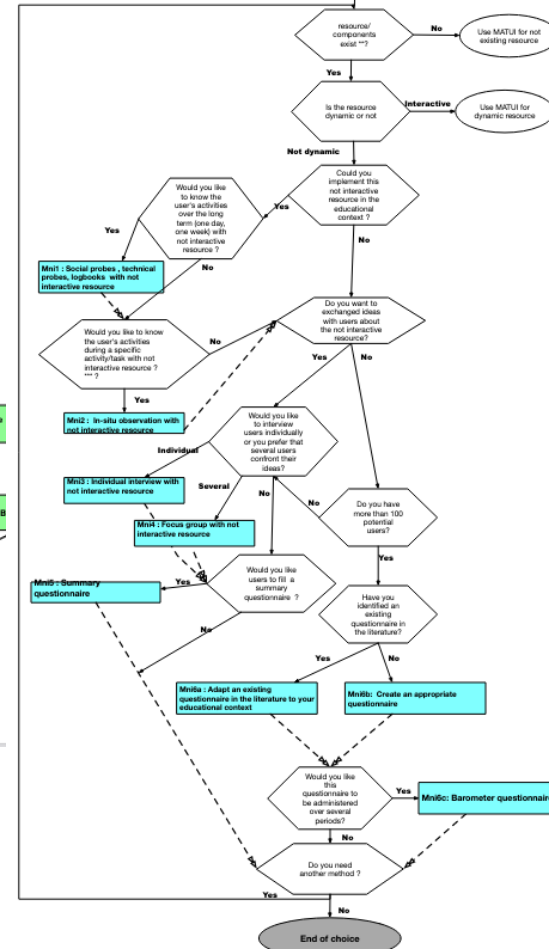 resource/
components
exist **?
No
Use MATUI for not
existing resource
Yes
Is the resource
dynamic or not
Interactive
Use MATUI for
dynamic resource
Not dynamic
Could you
implement this
not interactive
resource in the
educational
context ?
Yes
No
Would you like
to know the
user's activities
over the long
term (one day,
one week) with
not interactive
resource ?
Yes
No
Mni1 : Social probes , technical
probes, logbooks with not
interactive resource
Do you want to
exchanged ideas
with users about
the not interactive
resource?
Yes
No
Would you like to know
the user's activities
during a specific
activity/task with not
interactive resource ?
*** ?
No
Yes
Mni2 : In-situ observation with
not interactive resource
Would you like
to interview
users individually
or you prefer that
several users
confront their
ideas?
Individual
Several
No
Mni3 : Individual interview with
not interactive resource
Mni4 : Focus group with not
interactive resource
Do you have
more than 100
potential
users?
No
Yes
B
Would you like
users to fill a
summary
questionnaire ?
Yes
No
Mni5 : Summary
questionnaire
Have you
identified an
existing
questionnaire in
the literature?
Yes
No
Mni6a : Adapt an existing
questionnaire in the literature to your
educational context
Mni6b: Create an appropriate
questionnaire
Would you like
this
questionnaire to
be administered
over several
periods?
Yes
No
Mni6c: Barometer questionnaire
Do you need
another method ?
Yes
No
End of choice